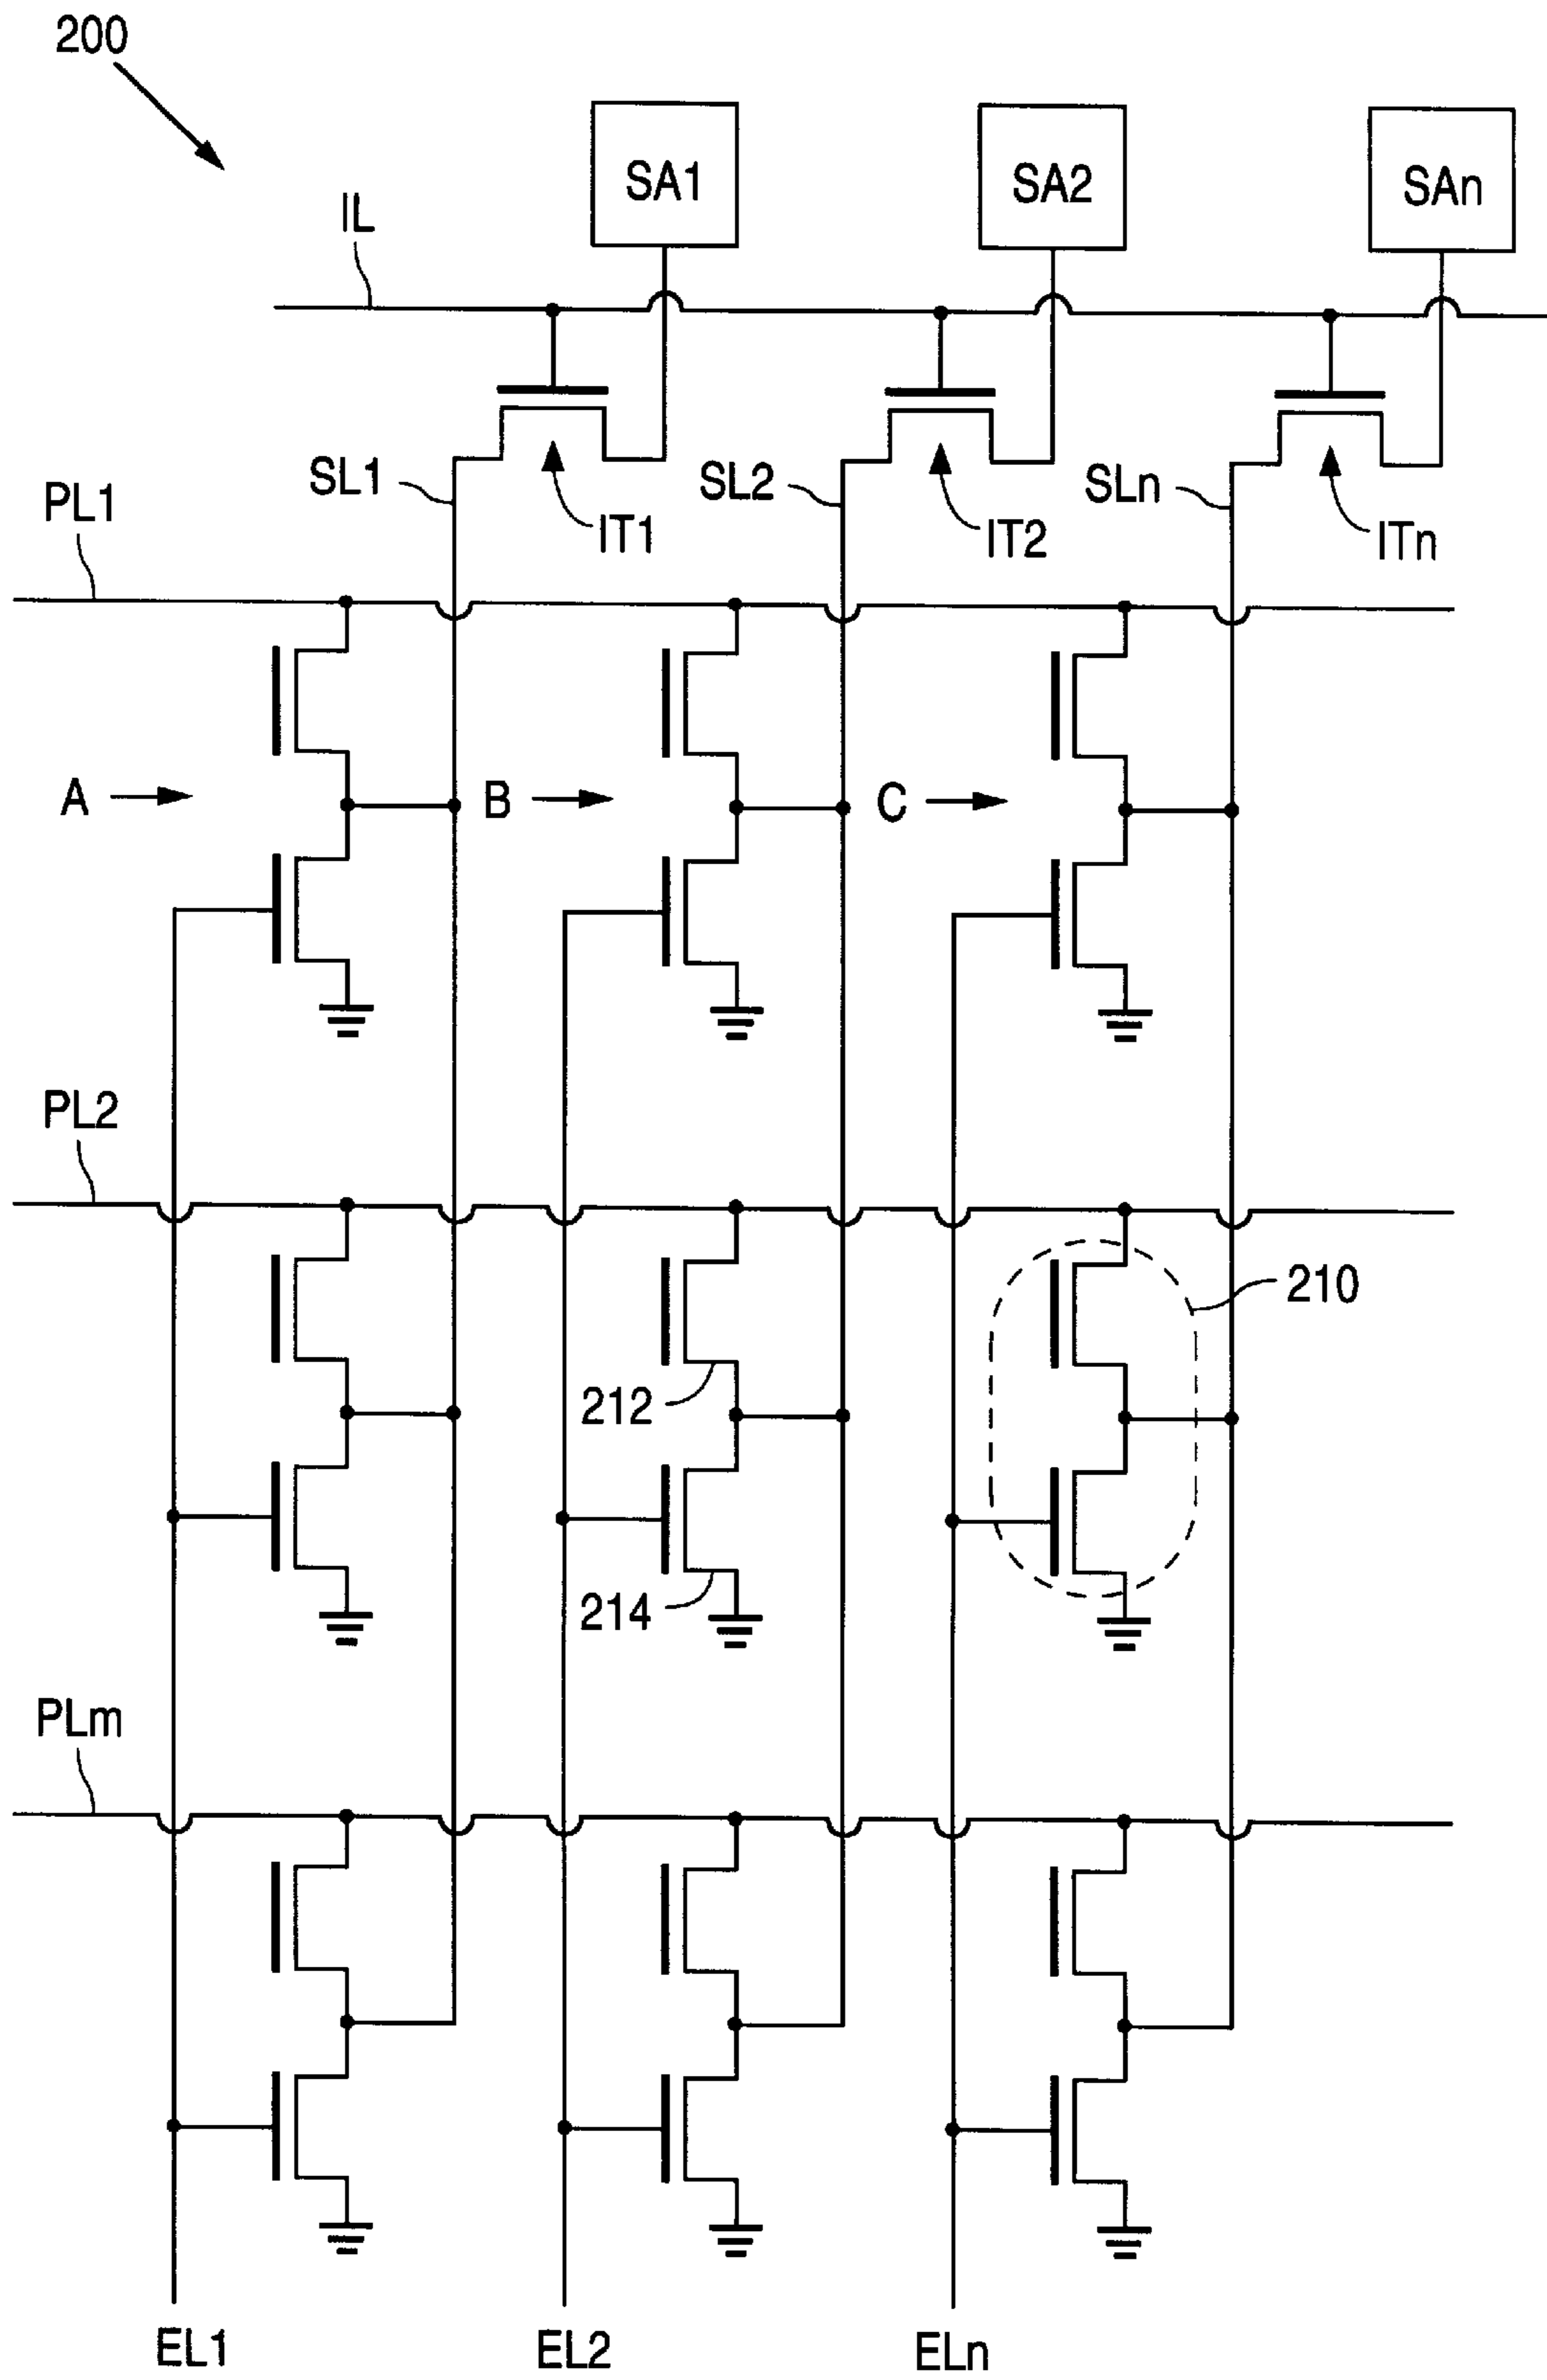 200
SA1
SA2
SAn
IL
SL1
SL2
SLn
PL1
IT1
IT2
ITn
A
B
C
PL2
210
212
214
PLm
EL1
EL2
ELn